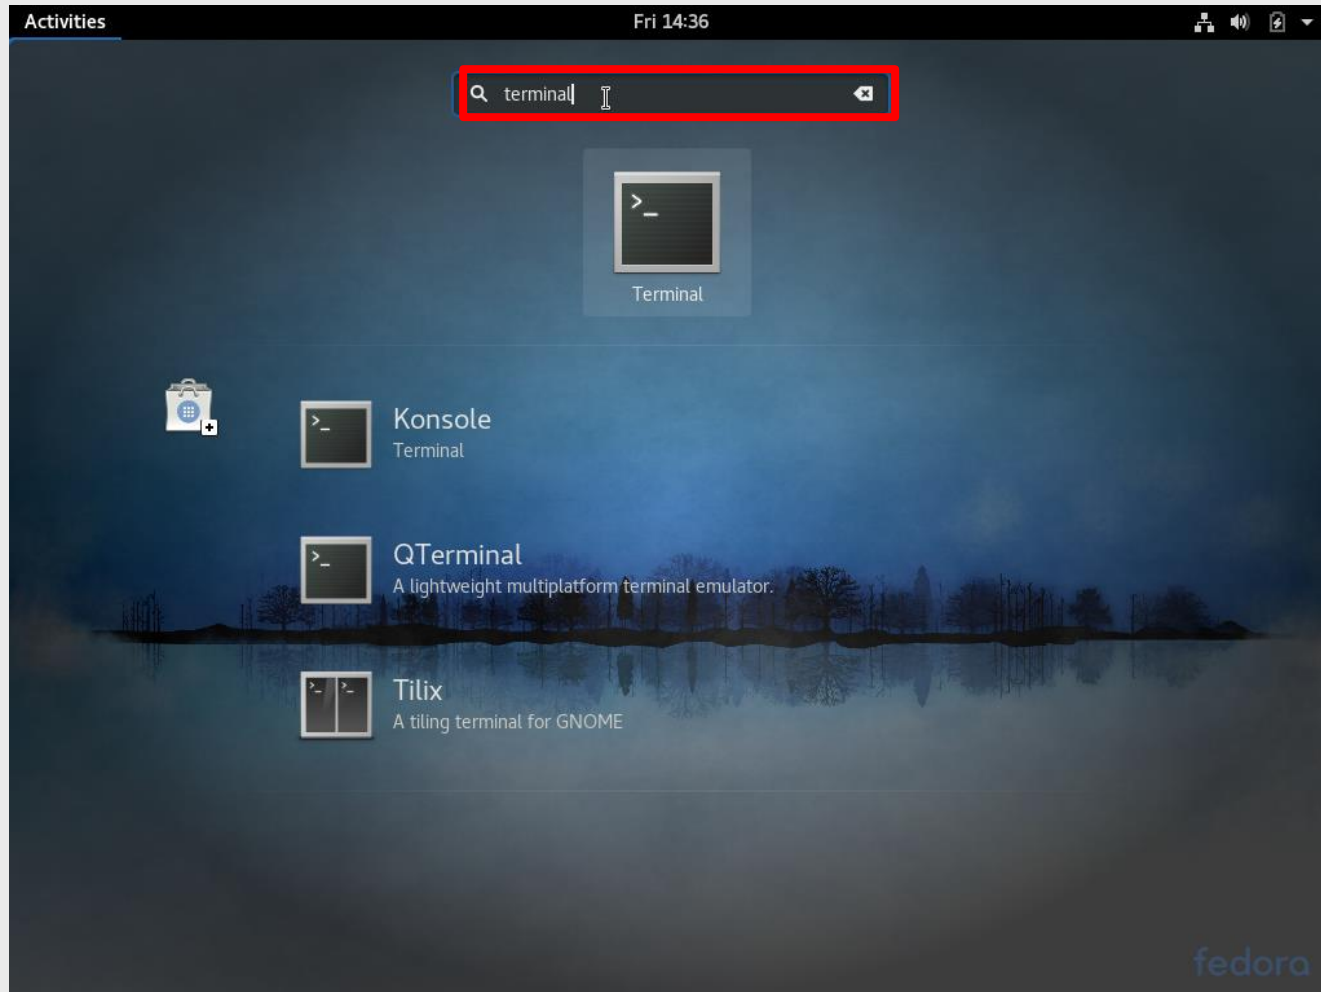 Activities
Fri 14:36
terminal
Terminal
Konsole
Terminal
QTerminal
A lightweight multiplatform terminal emulator.
Tilix
A tiling terminal for GNOME
fedora